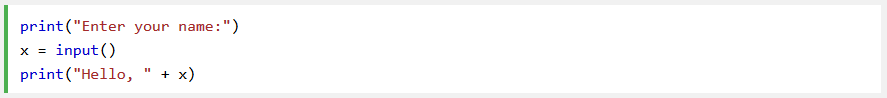 print("Enter your name:")
x = input()
print("Hello, " + x)